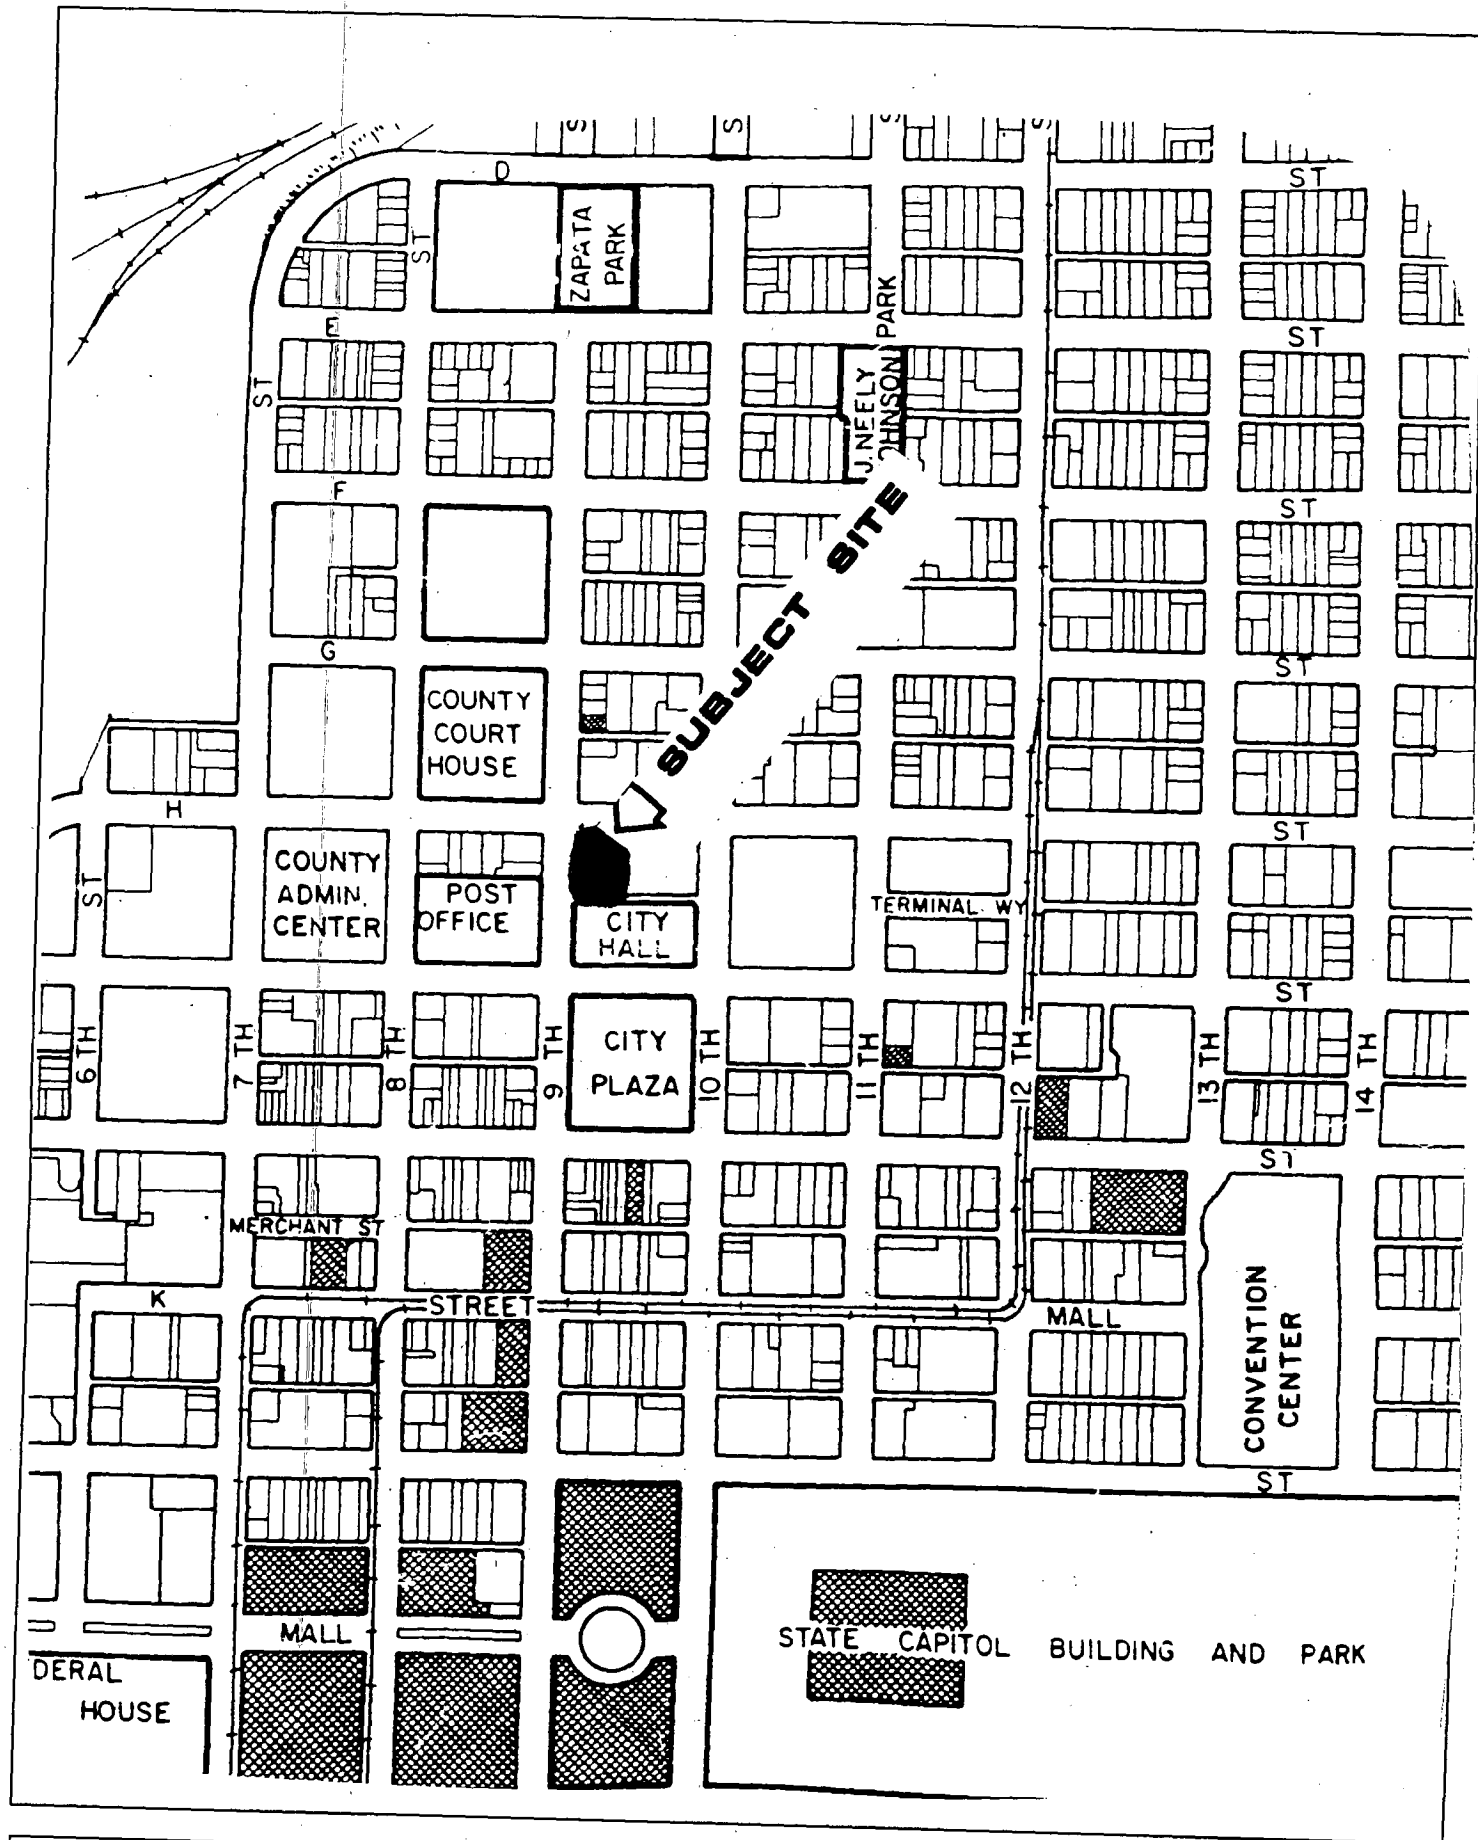 S
S
S
S
D
ST
ST
ZAPATA
PARK
E
ST
ST
J. NEELY
JOHNSON PARK
F
ST
SUBJECT SITE
G
ST
COUNTY
COURT
HOUSE
H
ST
ST
COUNTY
ADMIN.
CENTER
POST
OFFICE
CITY
HALL
TERMINAL WY
ST
6 TH
7 TH
8 TH
9 TH
CITY
PLAZA
10 TH
11 TH
12 TH
13 TH
14 TH
ST
MERCHANT ST
K
STREET
MALL
CONVENTION
CENTER
ST
MALL
STATE CAPITOL BUILDING AND PARK
DERAL
HOUSE